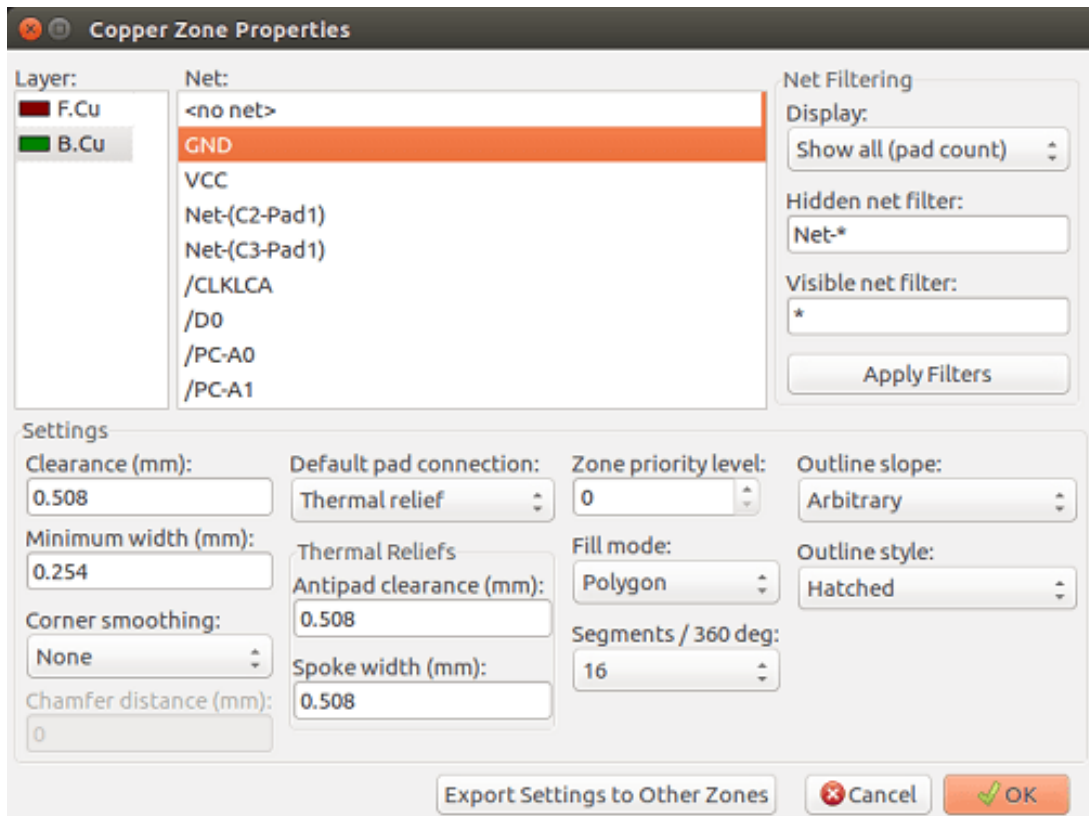 Copper Zone Properties
Layer:
F.Cu
B.Cu
Net:
<no net>
GND
VCC
Net-(C2-Pad1)
Net-(C3-Pad1)
/CLKLCA
/D0
/PC-A0
/PC-A1
Net Filtering
Display:
Show all (pad count)
Hidden net filter:
Net-*
Visible net filter:
*
Apply Filters
Settings
Clearance (mm):
0.508
Minimum width (mm):
0.254
Corner smoothing:
None
Chamfer distance (mm):
0
Default pad connection:
Thermal relief
Thermal Reliefs
Antipad clearance (mm):
0.508
Spoke width (mm):
0.508
Zone priority level:
0
Fill mode:
Polygon
Segments / 360 deg:
16
Outline slope:
Arbitrary
Outline style:
Hatched
Export Settings to Other Zones
Cancel
OK